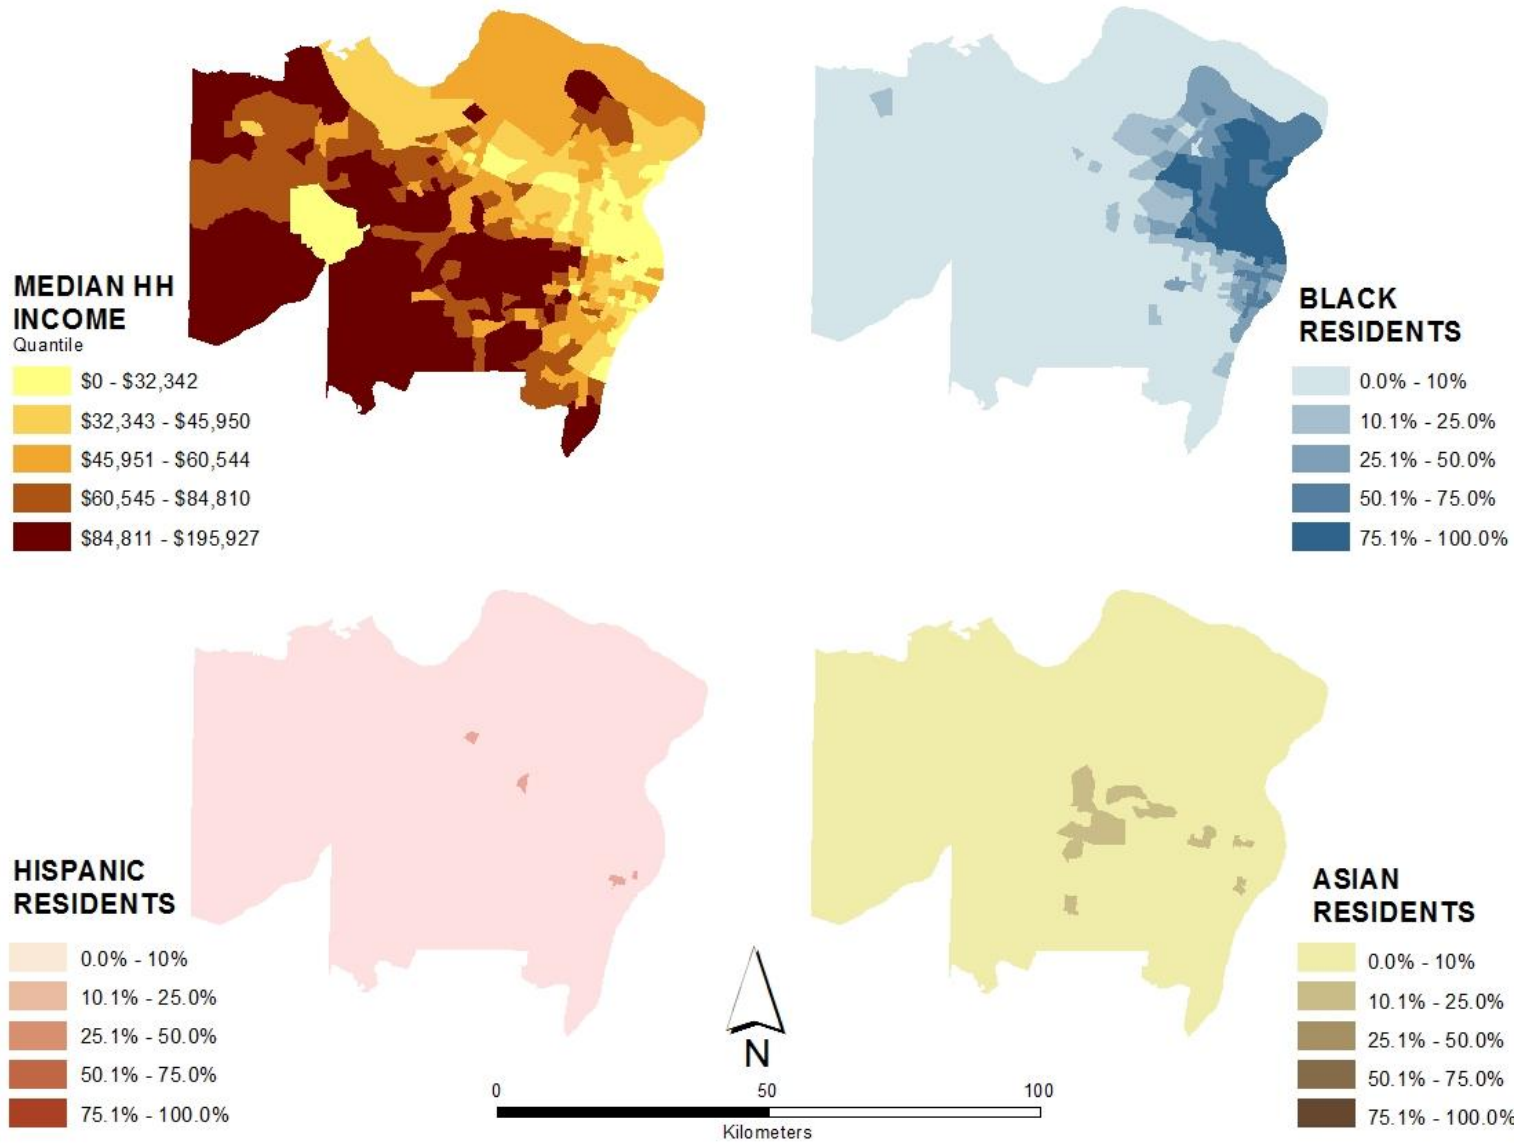 MEDIAN HH
INCOME
Quantile
$0 - $32,342
$32,343 - $45,950
$45,951 - $60,544
$60,545 - $84,810
$84,811 - $195,927
BLACK
RESIDENTS
0.0% - 10%
10.1% - 25.0%
25.1% - 50.0%
50.1% - 75.0%
75.1% - 100.0%
HISPANIC
RESIDENTS
0.0% - 10%
10.1% - 25.0%
25.1% - 50.0%
50.1% - 75.0%
75.1% - 100.0%
N
0 50 100
Kilometers
ASIAN
RESIDENTS
0.0% - 10%
10.1% - 25.0%
25.1% - 50.0%
50.1% - 75.0%
75.1% - 100.0%